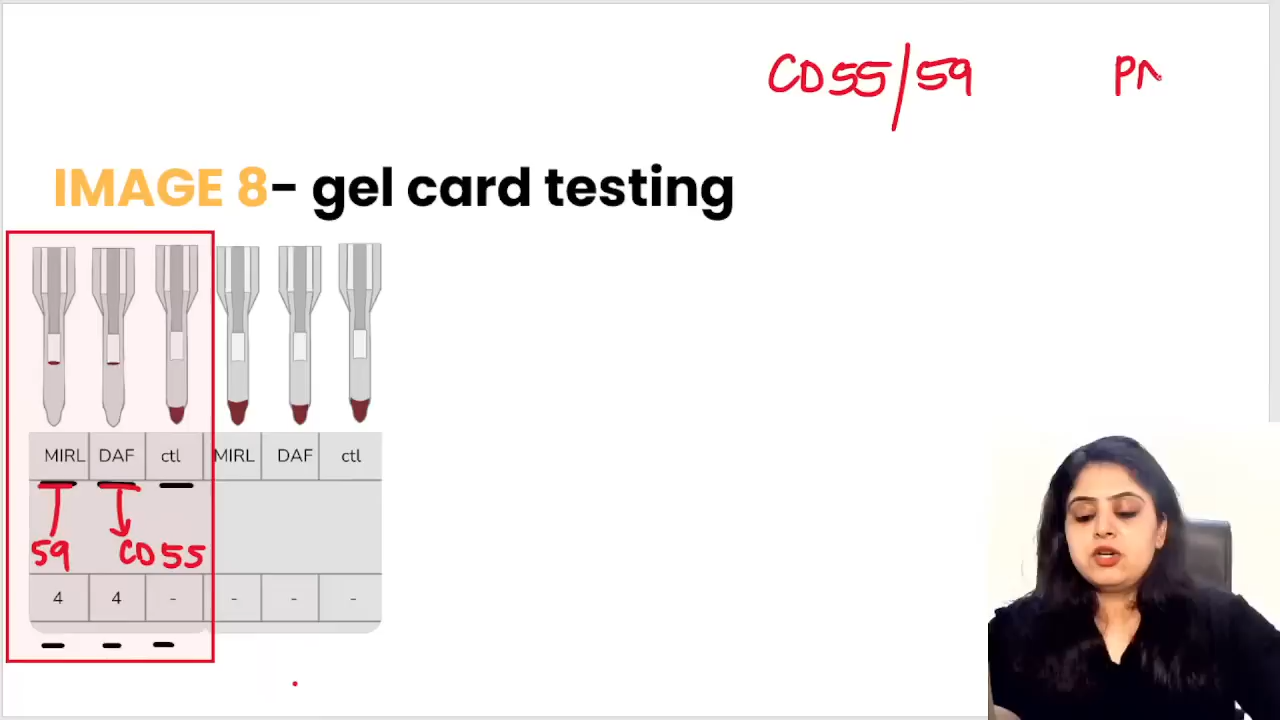 CD55/59 PN
IMAGE 8- gel card testing
MIRL DAF ctl MIRL DAF ctl
59 CD55
4 4 - - - -